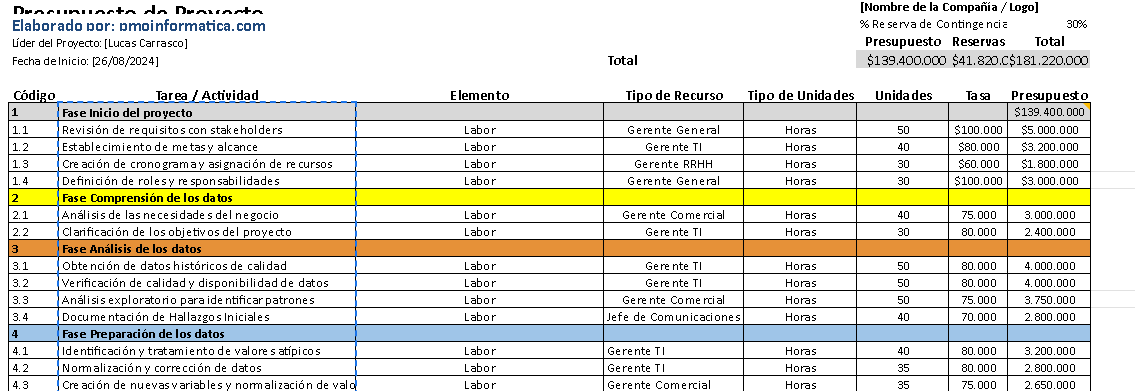 Presupuesto de Proyecto [Nombre de la Compañía / Logo]
Elaborado por: pmoinformatica.com % Reserva de Contingencia 30%
Líder del Proyecto: [Lucas Carrasco] Presupuesto Reservas Total
Fecha de Inicio: [26/08/2024] Total $139.400.000 $41.820.0 $181.220.000
Código Tarea / Actividad Elemento Tipo de Recurso Tipo de Unidades Unidades Tasa Presupuesto
1 Fase Inicio del proyecto $139.400.000
1.1 Revisión de requisitos con stakeholders Labor Gerente General Horas 50 $100.000 $5.000.000
1.2 Establecimiento de metas y alcance Labor Gerente TI Horas 40 $80.000 $3.200.000
1.3 Creación de cronograma y asignación de recursos Labor Gerente RRHH Horas 30 $60.000 $1.800.000
1.4 Definición de roles y responsabilidades Labor Gerente General Horas 30 $100.000 $3.000.000
2 Fase Comprensión de los datos
2.1 Análisis de las necesidades del negocio Labor Gerente Comercial Horas 40 75.000 3.000.000
2.2 Clarificación de los objetivos del proyecto Labor Gerente TI Horas 30 80.000 2.400.000
3 Fase Análisis de los datos
3.1 Obtención de datos históricos de calidad Labor Gerente TI Horas 50 80.000 4.000.000
3.2 Verificación de calidad y disponibilidad de datos Labor Gerente TI Horas 50 80.000 4.000.000
3.3 Análisis exploratorio para identificar patrones Labor Gerente Comercial Horas 50 75.000 3.750.000
3.4 Documentación de Hallazgos Iniciales Labor Jefe de Comunicaciones Horas 40 70.000 2.800.000
4 Fase Preparación de los datos
4.1 Identificación y tratamiento de valores atípicos Labor Gerente TI Horas 40 80.000 3.200.000
4.2 Normalización y corrección de datos Labor Gerente TI Horas 35 80.000 2.800.000
4.3 Creación de nuevas variables y normalización de valo Labor Gerente Comercial Horas 35 75.000 2.650.000